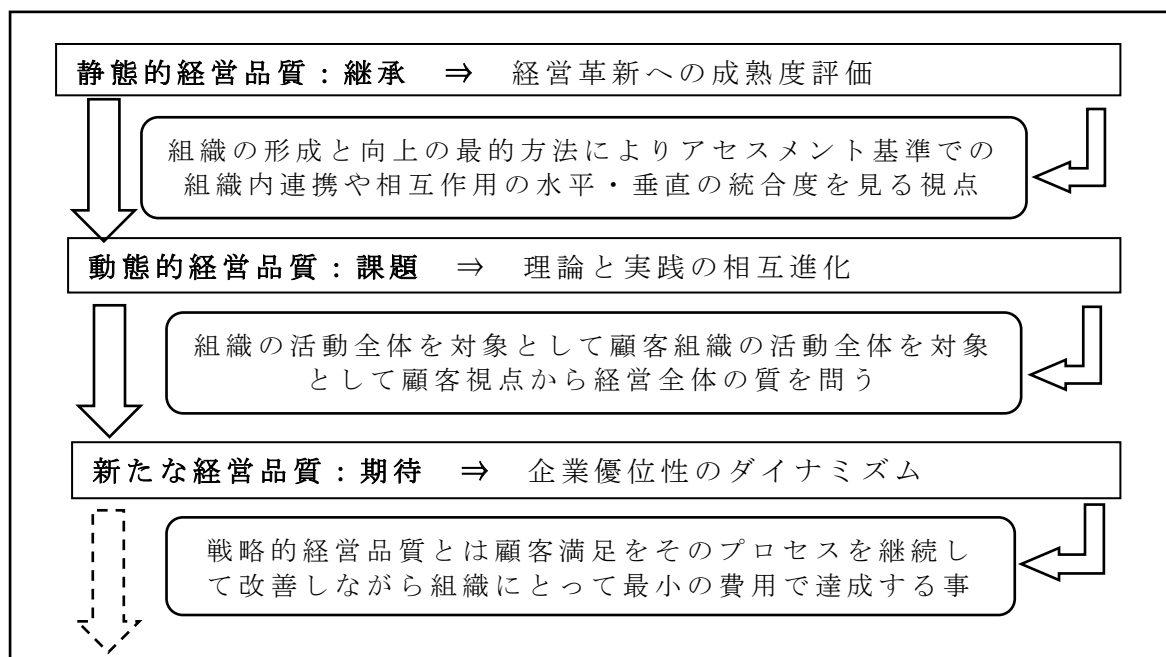 静態的経営品質：継承 ⇒ 経営革新への成熟度評価
組織の形成と向上の最的方法によりアセスメント基準での
組織内連携や相互作用の水平・垂直の統合度を見る視点
動態的経営品質：課題 ⇒ 理論と実践の相互進化
組織の活動全体を対象として顧客組織の活動全体を対象
として顧客視点から経営全体の質を問う
新たな経営品質：期待 ⇒ 企業優位性のダイナミズム
戦略的経営品質とは顧客満足をそのプロセスを継続し
て改善しながら組織にとって最小の費用で達成する事